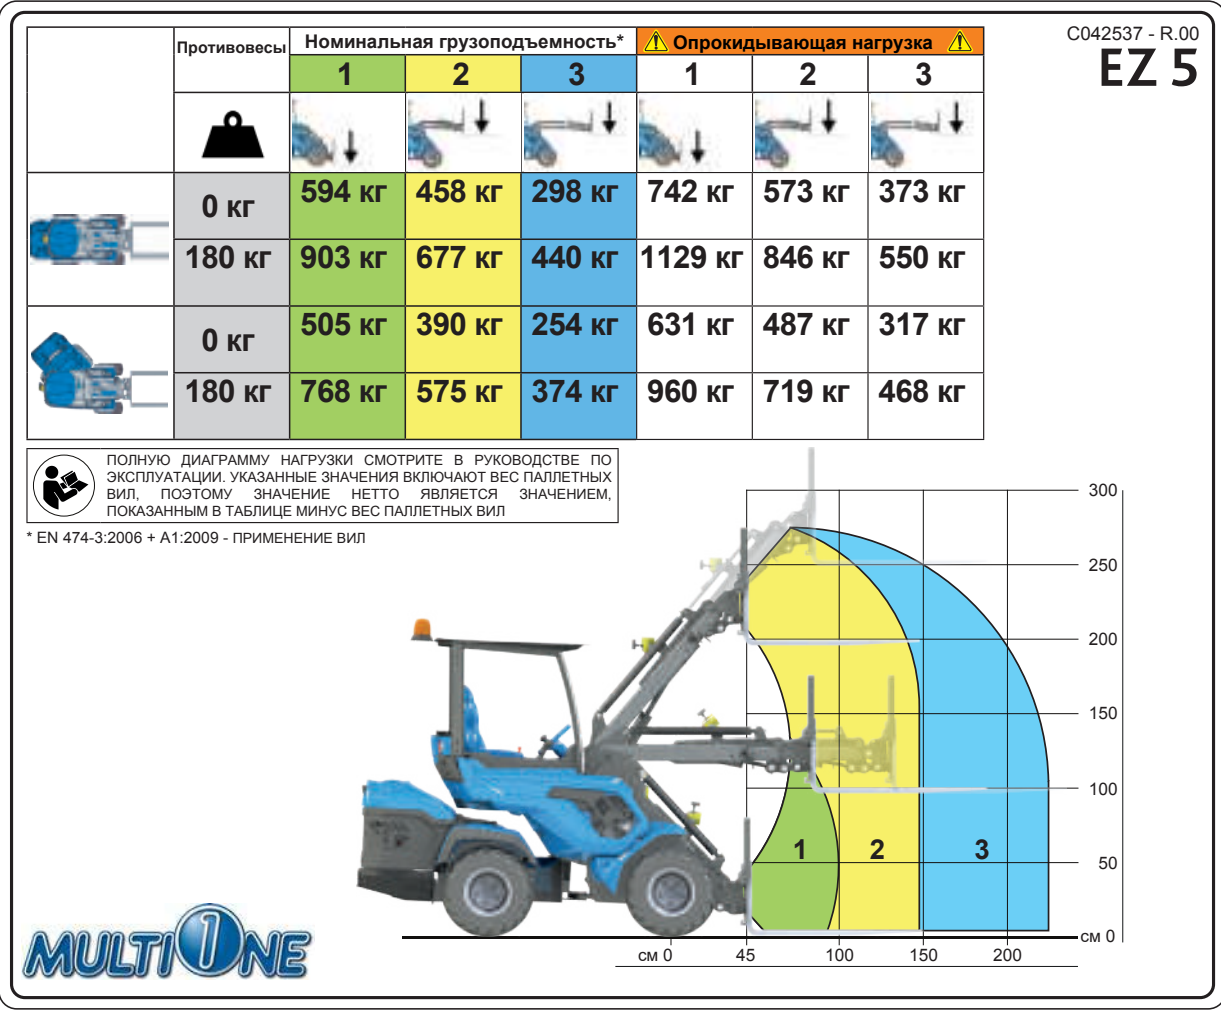 C042537 - R.00
EZ 5
Противовесы Номинальная грузоподъемность* Опрокидывающая нагрузка
1 2 3 1 2 3
0 кг 594 кг 458 кг 298 кг 742 кг 573 кг 373 кг
180 кг 903 кг 677 кг 440 кг 1129 кг 846 кг 550 кг
0 кг 505 кг 390 кг 254 кг 631 кг 487 кг 317 кг
180 кг 768 кг 575 кг 374 кг 960 кг 719 кг 468 кг
ПОЛНУЮ ДИАГРАММУ НАГРУЗКИ СМОТРИТЕ В РУКОВОДСТВЕ ПО
ЭКСПЛУАТАЦИИ. УКАЗАННЫЕ ЗНАЧЕНИЯ ВКЛЮЧАЮТ ВЕС ПАЛЛЕТНЫХ
ВИЛ, ПОЭТОМУ ЗНАЧЕНИЕ НЕТТО ЯВЛЯЕТСЯ ЗНАЧЕНИЕМ,
ПОКАЗАННЫМ В ТАБЛИЦЕ МИНУС ВЕС ПАЛЛЕТНЫХ ВИЛ
* EN 474-3:2006 + A1:2009 - ПРИМЕНЕНИЕ ВИЛ
300
250
200
150
100
50
см 0
1 2 3
см 0 45 100 150 200
MULTI1NE